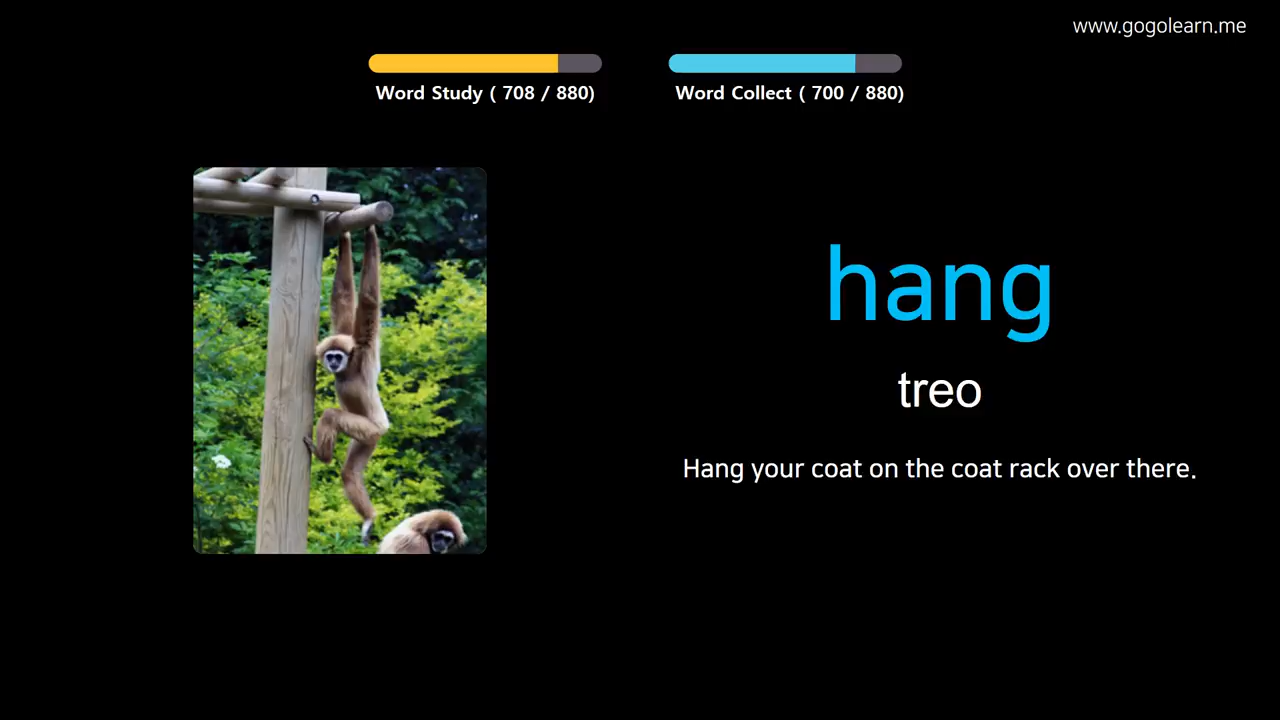 www.gogolearn.me
Word Study ( 708 / 880)
Word Collect ( 700 / 880)
hang
treo
Hang your coat on the coat rack over there.